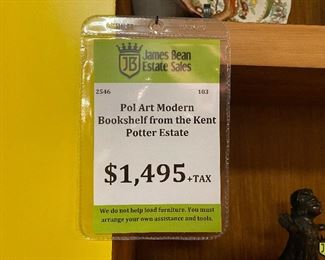 JB
James Bean
Estate Sales
2546 103
Pol Art Modern
Bookshelf from the Kent
Potter Estate
$1,495+TAX
We do not help load furniture. You must
arrange your own assistance and tools.